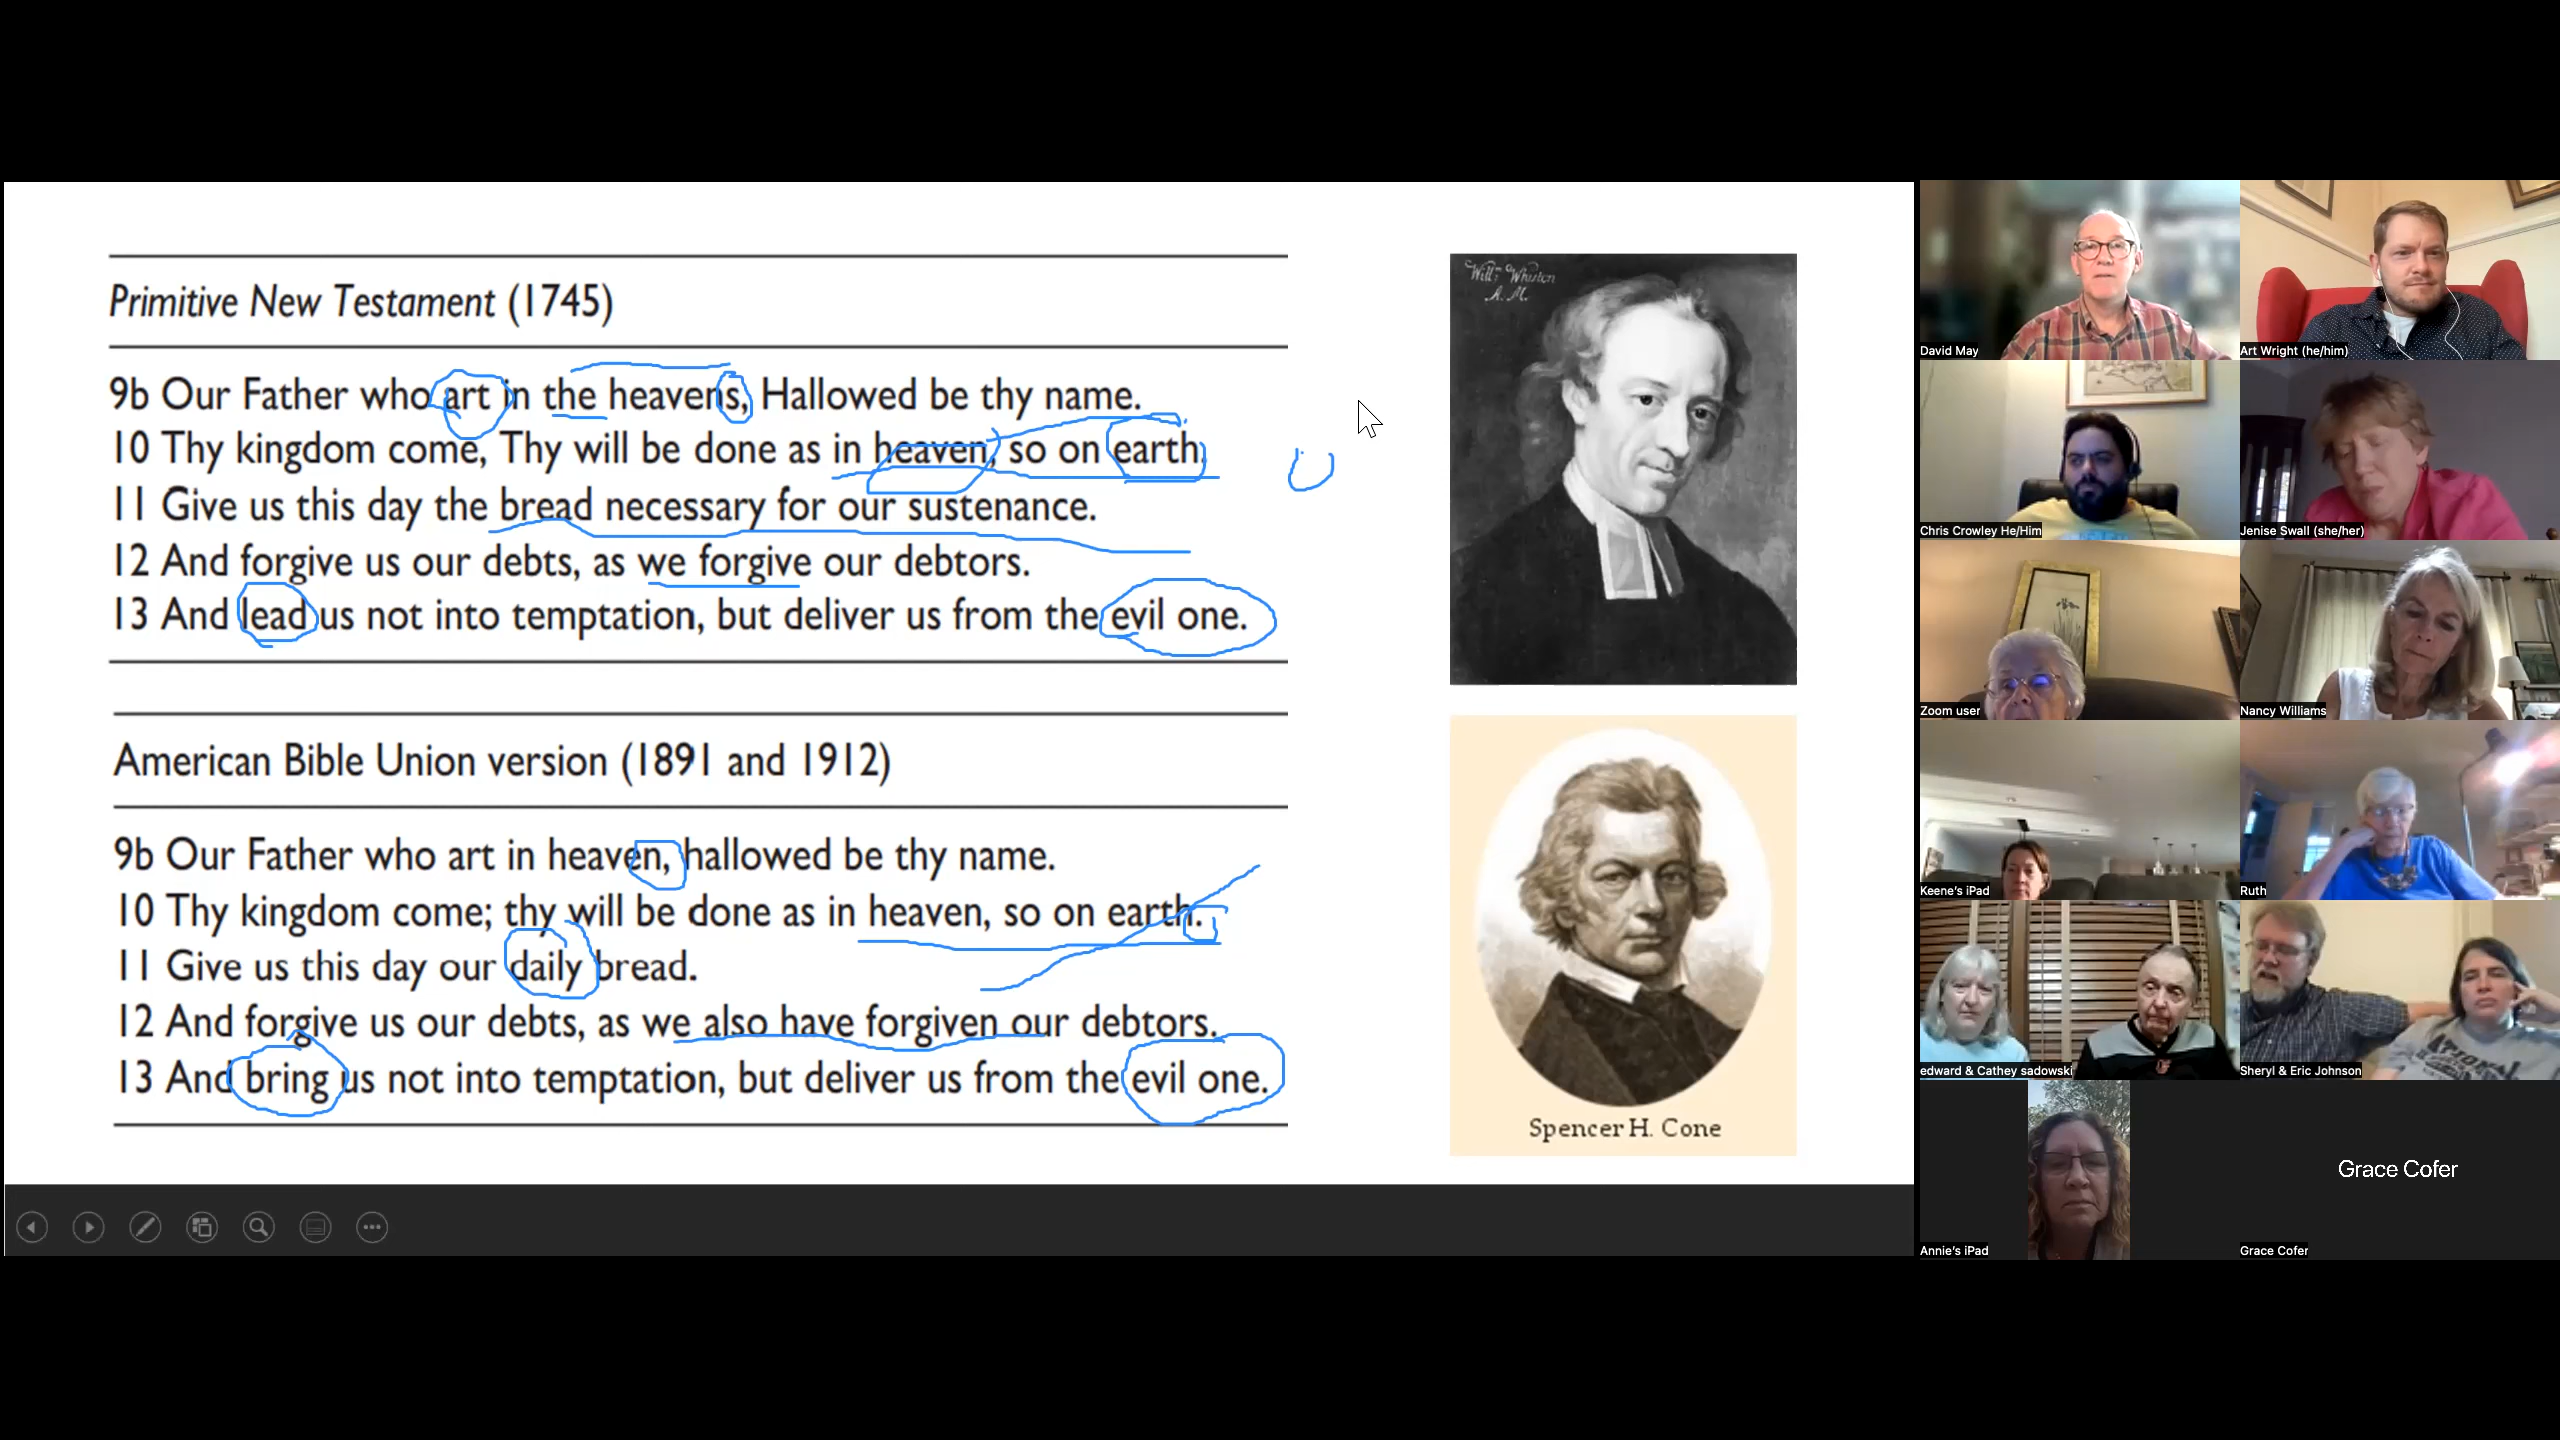 Primitive New Testament (1745)
9b Our Father who art in the heavens, Hallowed be thy name.
10 Thy kingdom come, Thy will be done as in heaven, so on earth.
11 Give us this day the bread necessary for our sustenance.
12 And forgive us our debts, as we forgive our debtors.
13 And lead us not into temptation, but deliver us from the evil one.
American Bible Union version (1891 and 1912)
9b Our Father who art in heaven, hallowed be thy name.
10 Thy kingdom come; thy will be done as in heaven, so on earth.
11 Give us this day our daily bread.
12 And forgive us our debts, as we also have forgiven our debtors.
13 And bring us not into temptation, but deliver us from the evil one.
Willm Whiston
A. M.
Spencer H. Cone
David May
Art Wright (he/him)
Chris Crowley He/Him
Jenise Swall (she/her)
Zoom user
Nancy Williams
Keene's iPad
Ruth
edward & Cathey sadowski
Sheryl & Eric Johnson
Annie's iPad
Grace Cofer
Grace Cofer